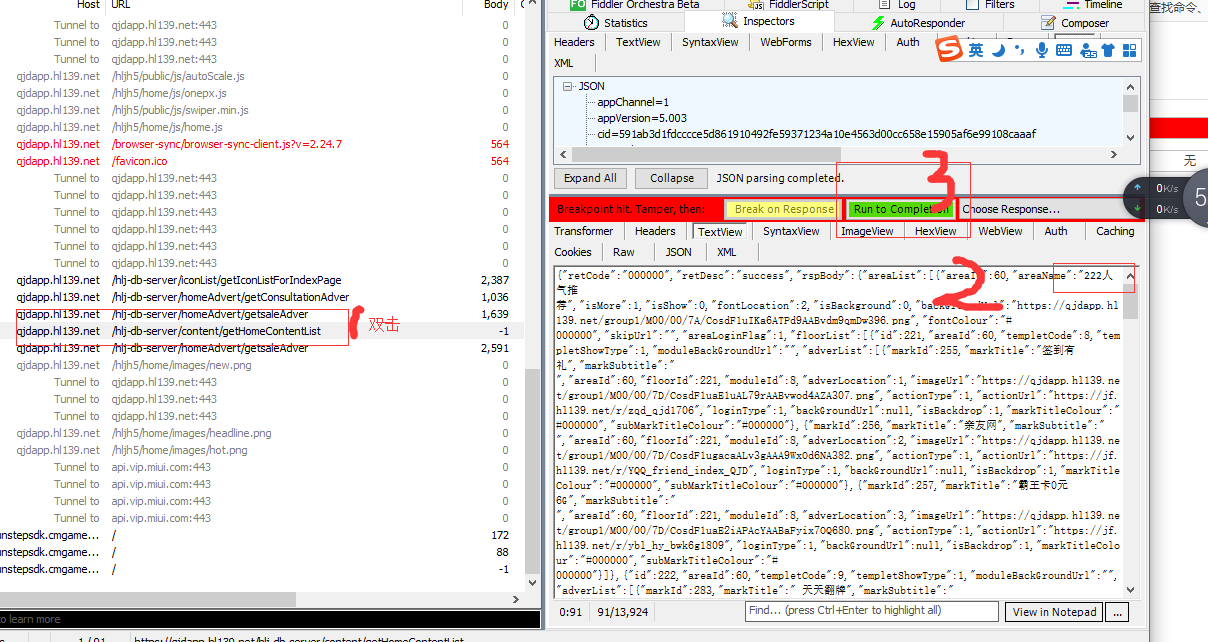 Host URL Body
Tunnel to qjdapp.hl139.net:443 0
Tunnel to qjdapp.hl139.net:443 0
Tunnel to qjdapp.hl139.net:443 0
qjdapp.hl139.net /hljh5/public/js/autoScale.js 0
qjdapp.hl139.net /hljh5/home/js/onepx.js 0
qjdapp.hl139.net /hljh5/public/js/swiper.min.js 0
qjdapp.hl139.net /hljh5/home/js/home.js 0
qjdapp.hl139.net /browser-sync/browser-sync-client.js?v=2.24.7 564
qjdapp.hl139.net /favicon.ico 564
Tunnel to qjdapp.hl139.net:443 0
Tunnel to qjdapp.hl139.net:443 0
Tunnel to qjdapp.hl139.net:443 0
Tunnel to qjdapp.hl139.net:443 0
Tunnel to qjdapp.hl139.net:443 0
Tunnel to qjdapp.hl139.net:443 0
qjdapp.hl139.net /hlj-db-server/iconList/getIconListForIndexPage 2,387
qjdapp.hl139.net /hlj-db-server/homeAdvert/getConsultationAdver 1,036
qjdapp.hl139.net /hlj-db-server/homeAdvert/getsaleAdver 1,639
qjdapp.hl139.net /hlj-db-server/content/getHomeContentList -1
双击
qjdapp.hl139.net /hlj-db-server/homeAdvert/getsaleAdver 2,591
qjdapp.hl139.net /hljh5/home/images/new.png 0
Tunnel to qjdapp.hl139.net:443 0
Tunnel to qjdapp.hl139.net:443 0
Tunnel to qjdapp.hl139.net:443 0
qjdapp.hl139.net /hljh5/home/images/headline.png 0
qjdapp.hl139.net /hljh5/home/images/hot.png 0
Tunnel to api.vip.miui.com:443 0
Tunnel to api.vip.miui.com:443 0
Tunnel to api.vip.miui.com:443 0
Tunnel to api.vip.miui.com:443 0
unstepsdk.cmgame... / 172
unstepsdk.cmgame... / 88
unstepsdk.cmgame... / -1
to learn more
1 / 91 https://qjdapp.hl139.net/hlj-db-server/content/getHomeContentList
FO Fiddler Orchestra Beta FiddlerScript Log Filters Timeline
Statistics Inspectors AutoResponder Composer
Headers TextView SyntaxView WebForms HexView Auth
XML
英
查找命令、
JSON
appChannel=1
appVersion=5.003
cid=591ab3d1fdcccce5d861910492fe59371234a10e4563d00cc658e15905af6e99108caaaf
Expand All Collapse JSON parsing completed.
无
0K/s
0K/s
5
3
Breakpoint hit. Tamper, then: Break on Response Run to Completion Choose Response...
Transformer Headers TextView SyntaxView ImageView HexView WebView Auth Caching
Cookies Raw JSON XML
2
{"retCode":"000000","retDesc":"success","rspBody":{"areaList":[{"areaId":60,"areaName":"222人
气推
荐","isMore":1,"isShow":0,"fontLocation":2,"isBackground":0,"backGroundUrl":"https://qjdapp.hl
139.net/group1/M00/00/7A/CosdF1uIKa6ATPd9AABvdm9qmDw396.png","fontColour":"#
000000","skipUrl":"","areaLoginFlag":1,"floorList":[{"id":221,"areaId":60,"templetCode":8,"tem
pletShowType":1,"moduleBackGroundUrl":"","adverList":[{"markId":255,"markTitle":"签到有
礼","markSubtitle":"
","areaId":60,"floorId":221,"moduleId":8,"adverLocation":1,"imageUrl":"https://qjdapp.hl139.ne
t/group1/M00/00/7D/CosdF1uaE1uAL79rAABvwod4AZA307.png","actionType":1,"actionUrl":"https://jf.
hl139.net/r/zqd_qjd1706","loginType":1,"backGroundUrl":null,"isBackdrop":1,"markTitleColour":"
#000000","subMarkTitleColour":"#000000"},{"markId":256,"markTitle":"亲友网","markSubtitle":"
","areaId":60,"floorId":221,"moduleId":8,"adverLocation":2,"imageUrl":"https://qjdapp.hl139.ne
t/group1/M00/00/7D/CosdF1ugacaALv3gAAA9WxOd6NA382.png","actionType":1,"actionUrl":"https://jf.
hl139.net/r/YQQ_friend_index_QJD","loginType":1,"backGroundUrl":null,"isBackdrop":1,"markTitle
Colour":"#000000","subMarkTitleColour":"#000000"},{"markId":257,"markTitle":"霸王卡0元
6G","markSubtitle":"
","areaId":60,"floorId":221,"moduleId":8,"adverLocation":3,"imageUrl":"https://qjdapp.hl139.ne
t/group1/M00/00/7D/CosdF1uaE2iAPAcYAABaFyix70Q680.png","actionType":1,"actionUrl":"https://jf.
hl139.net/r/ybl_hy_bwk6g1809","loginType":1,"backGroundUrl":null,"isBackdrop":1,"markTitleColo
ur":"#000000","subMarkTitleColour":"#
000000"}]},{"id":222,"areaId":60,"templetCode":9,"templetShowType":1,"moduleBackGroundUrl":"",
"adverList":[{"markId":283,"markTitle":" 天天翻牌","markSubtitle":"
0:91 91/13,924 Find... (press Ctrl+Enter to highlight all) View in Notepad ...